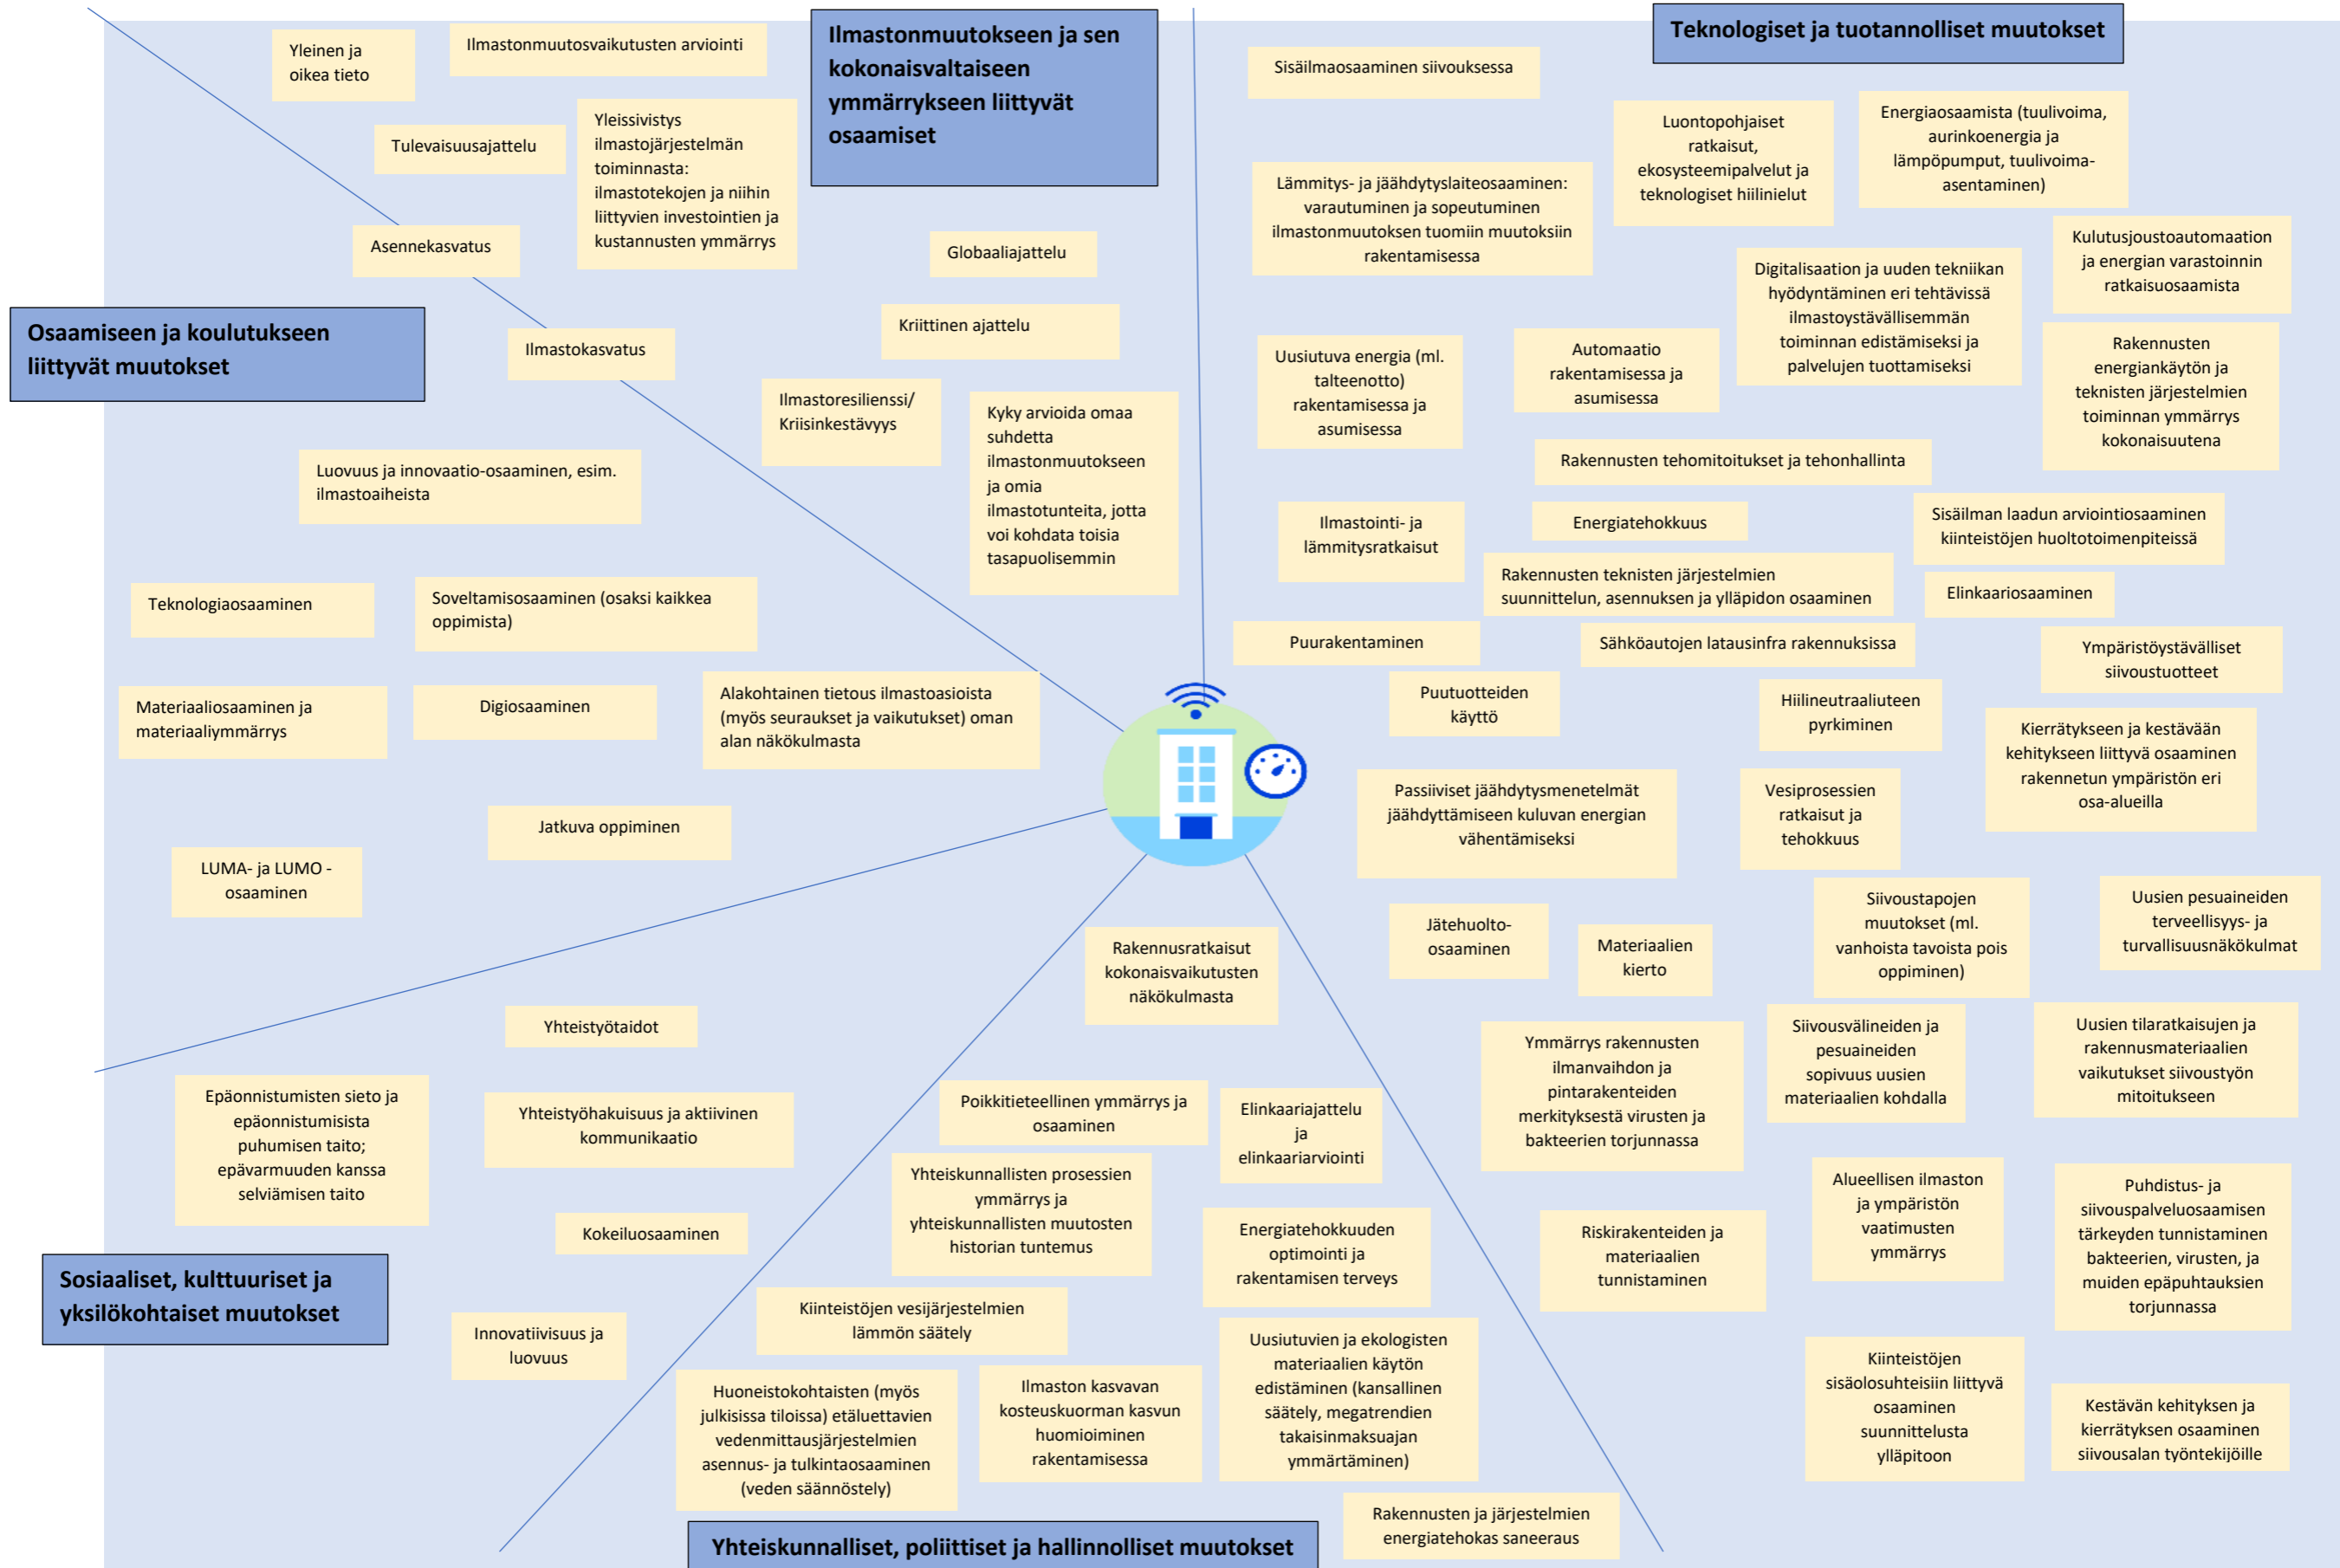 Yleinen ja
oikea tieto
Ilmastonmuutosvaikutusten arviointi
Ilmastonmuutokseen ja sen
kokonaisvaltaiseen
ymmärrykseen liittyvät
osaamiset
Tulevaisuusajattelu
Yleissivistys
ilmastojärjestelmän
toiminnasta:
ilmastotekojen ja niihin
liittyvien investointien ja
kustannusten ymmärrys
Asennekasvatus
Globaaliajattelu
Kriittinen ajattelu
Ilmastokasvatus
Ilmastoresilienssi/
Kriisinkestävyys
Kyky arvioida omaa
suhdetta
ilmastonmuutokseen
ja omia
ilmastotunteita, jotta
voi kohdata toisia
tasapuolisemmin
Osaamiseen ja koulutukseen
liittyvät muutokset
Luovuus ja innovaatio-osaaminen, esim.
ilmastoaiheista
Teknologiaosaaminen
Soveltamisosaaminen (osaksi kaikkea
oppimista)
Materiaaliosaaminen ja
materiaaliymmärrys
Digiosaaminen
Alakohtainen tietous ilmastoasioista
(myös seuraukset ja vaikutukset) oman
alan näkökulmasta
Jatkuva oppiminen
LUMA- ja LUMO -
osaaminen
Teknologiset ja tuotannolliset muutokset
Sisäilmaosaaminen siivouksessa
Luontopohjaiset
ratkaisut,
ekosysteemipalvelut ja
teknologiset hiilinielut
Energiaosaamista (tuulivoima,
aurinkoenergia ja
lämpöpumput, tuulivoima-
asentaminen)
Lämmitys- ja jäähdytyslaiteosaaminen:
varautuminen ja sopeutuminen
ilmastonmuutoksen tuomiin muutoksiin
rakentamisessa
Kulutusjoustoautomaation
ja energian varastoinnin
ratkaisuosaamista
Digitalisaation ja uuden tekniikan
hyödyntäminen eri tehtävissä
ilmastoystävällisemmän
toiminnan edistämiseksi ja
palvelujen tuottamiseksi
Uusiutuva energia (ml.
talteenotto)
rakentamisessa ja
asumisessa
Automaatio
rakentamisessa ja
asumisessa
Rakennusten
energiankäytön ja
teknisten järjestelmien
toiminnan ymmärrys
kokonaisuutena
Rakennusten tehomitoitukset ja tehonhallinta
Ilmastointi- ja
lämmitysratkaisut
Energiatehokkuus
Sisäilman laadun arviointiosaaminen
kiinteistöjen huoltotoimenpiteissä
Rakennusten teknisten järjestelmien
suunnittelun, asennuksen ja ylläpidon osaaminen
Elinkaariosaaminen
Puurakentaminen
Sähköautojen latausinfra rakennuksissa
Ympäristöystävälliset
siivoustuotteet
Puutuotteiden
käyttö
Hiilineutraaliuteen
pyrkiminen
Kierrätykseen ja kestävään
kehitykseen liittyvä osaaminen
rakennetun ympäristön eri
osa-alueilla
Passiiviset jäähdytysmenetelmät
jäähdyttämiseen kuluvan energian
vähentämiseksi
Vesiprosessien
ratkaisut ja
tehokkuus
Jätehuolto-
osaaminen
Materiaalien
kierto
Siivoustapojen
muutokset (ml.
vanhoista tavoista pois
oppiminen)
Uusien pesuaineiden
terveellisyys- ja
turvallisuusnäkökulmat
Ymmärrys rakennusten
ilmanvaihdon ja
pintarakenteiden
merkityksestä virusten ja
bakteerien torjunnassa
Siivousvälineiden ja
pesuaineiden
sopivuus uusien
materiaalien kohdalla
Uusien tilaratkaisujen ja
rakennusmateriaalien
vaikutukset siivoustyön
mitoitukseen
Riskirakenteiden ja
materiaalien
tunnistaminen
Alueellisen ilmaston
ja ympäristön
vaatimusten
ymmärrys
Puhdistus- ja
siivouspalveluosaamisen
tärkeyden tunnistaminen
bakteerien, virusten, ja
muiden epäpuhtauksien
torjunnassa
Kiinteistöjen
sisäolosuhteisiin liittyvä
osaaminen
suunnittelusta
ylläpitoon
Kestävän kehityksen ja
kierrätyksen osaaminen
siivousalan työntekijöille
Yhteistyötaidot
Epäonnistumisten sieto ja
epäonnistumisista
puhumisen taito;
epävarmuuden kanssa
selviämisen taito
Yhteistyöhakuisuus ja aktiivinen
kommunikaatio
Kokeiluosaaminen
Sosiaaliset, kulttuuriset ja
yksilökohtaiset muutokset
Innovatiivisuus ja
luovuus
Rakennusratkaisut
kokonaisvaikutusten
näkökulmasta
Poikkitieteellinen ymmärrys ja
osaaminen
Elinkaariajattelu
ja
elinkaariarviointi
Yhteiskunnallisten prosessien
ymmärrys ja
yhteiskunnallisten muutosten
historian tuntemus
Energiatehokkuuden
optimointi ja
rakentamisen terveys
Kiinteistöjen vesijärjestelmien
lämmön säätely
Huoneistokohtaisten (myös
julkisissa tiloissa) etäluettavien
vedenmittausjärjestelmien
asennus- ja tulkintaosaaminen
(veden säännöstely)
Ilmaston kasvavan
kosteuskuorman kasvun
huomioiminen
rakentamisessa
Uusiutuvien ja ekologisten
materiaalien käytön
edistäminen (kansallinen
säätely, megatrendien
takaisinmaksuajan
ymmärtäminen)
Rakennusten ja järjestelmien
energiatehokas saneeraus
Yhteiskunnalliset, poliittiset ja hallinnolliset muutokset